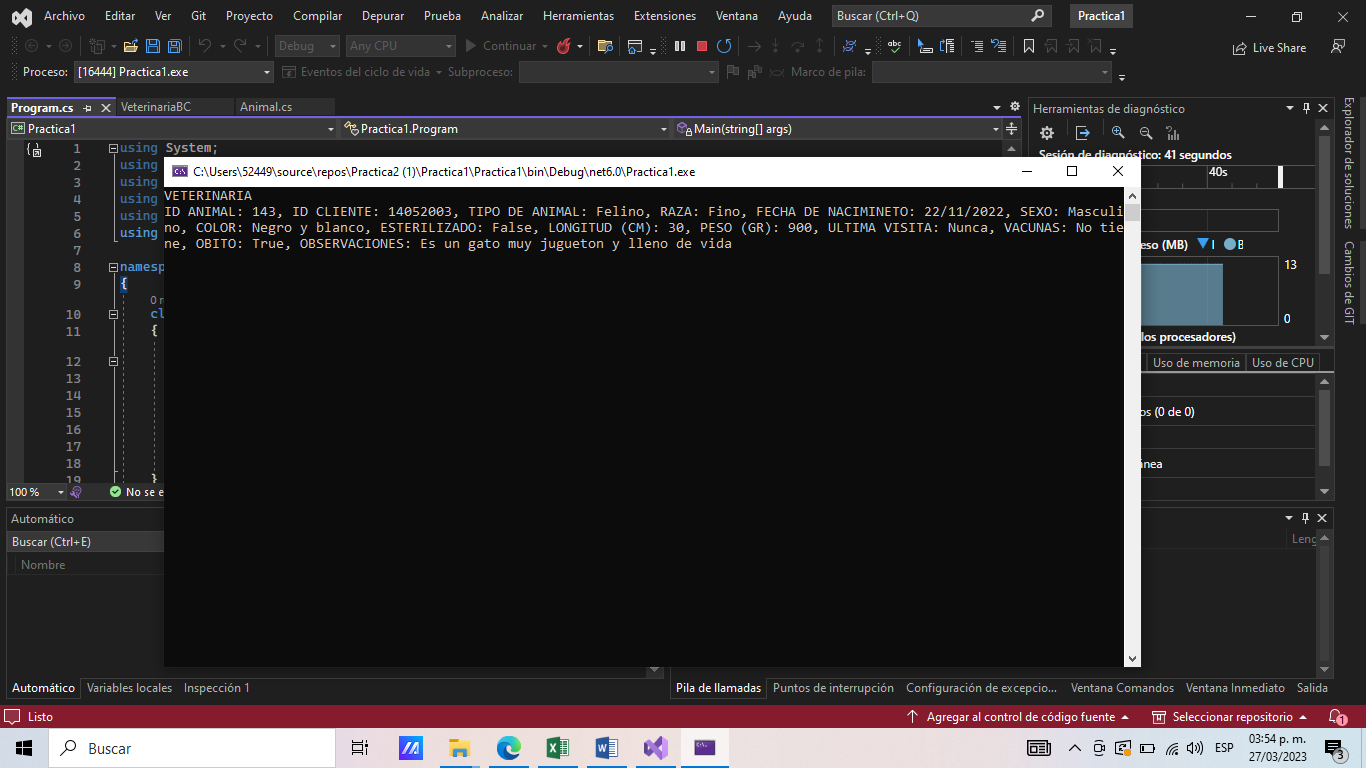 Archivo Editar Ver Git Proyecto Compilar Depurar Prueba Analizar Herramientas Extensiones Ventana Ayuda Buscar (Ctrl+Q) Practica1
Debug Any CPU Continuar Live Share
Proceso: [16444] Practica1.exe Eventos del ciclo de vida Subproceso: Marco de pila:
Program.cs VeterinariaBC Animal.cs
Practica1 Practica1.Program Main(string[] args)
Herramientas de diagnóstico
Sesión de diagnóstico: 41 segundos
40s
1 using System;
2 using
3 using
4 using
5 using
6 using
7
8 namesp
9 {
10 cl
11 {
12
13
14
15
16
17
18
19 }
C:\Users\52449\source\repos\Practica2 (1)\Practica1\Practica1\bin\Debug\net6.0\Practica1.exe
VETERINARIA
ID ANIMAL: 143, ID CLIENTE: 14052003, TIPO DE ANIMAL: Felino, RAZA: Fino, FECHA DE NACIMINETO: 22/11/2022, SEXO: Masculi
no, COLOR: Negro y blanco, ESTERILIZADO: False, LONGITUD (CM): 30, PESO (GR): 900, ULTIMA VISITA: Nunca, VACUNAS: No tie
ne, OBITO: True, OBSERVACIONES: Es un gato muy jugueton y lleno de vida
eso (MB) I B
13
0
los procesadores)
Uso de memoria Uso de CPU
os (0 de 0)
ánea
Explorador de soluciones
Cambios de GIT
100 % No se e
Automático
Buscar (Ctrl+E)
Nombre
Leng
Automático Variables locales Inspección 1
Pila de llamadas Puntos de interrupción Configuración de excepcio... Ventana Comandos Ventana Inmediato Salida
Listo Agregar al control de código fuente Seleccionar repositorio 1
Buscar ESP 03:54 p. m.
27/03/2023 3